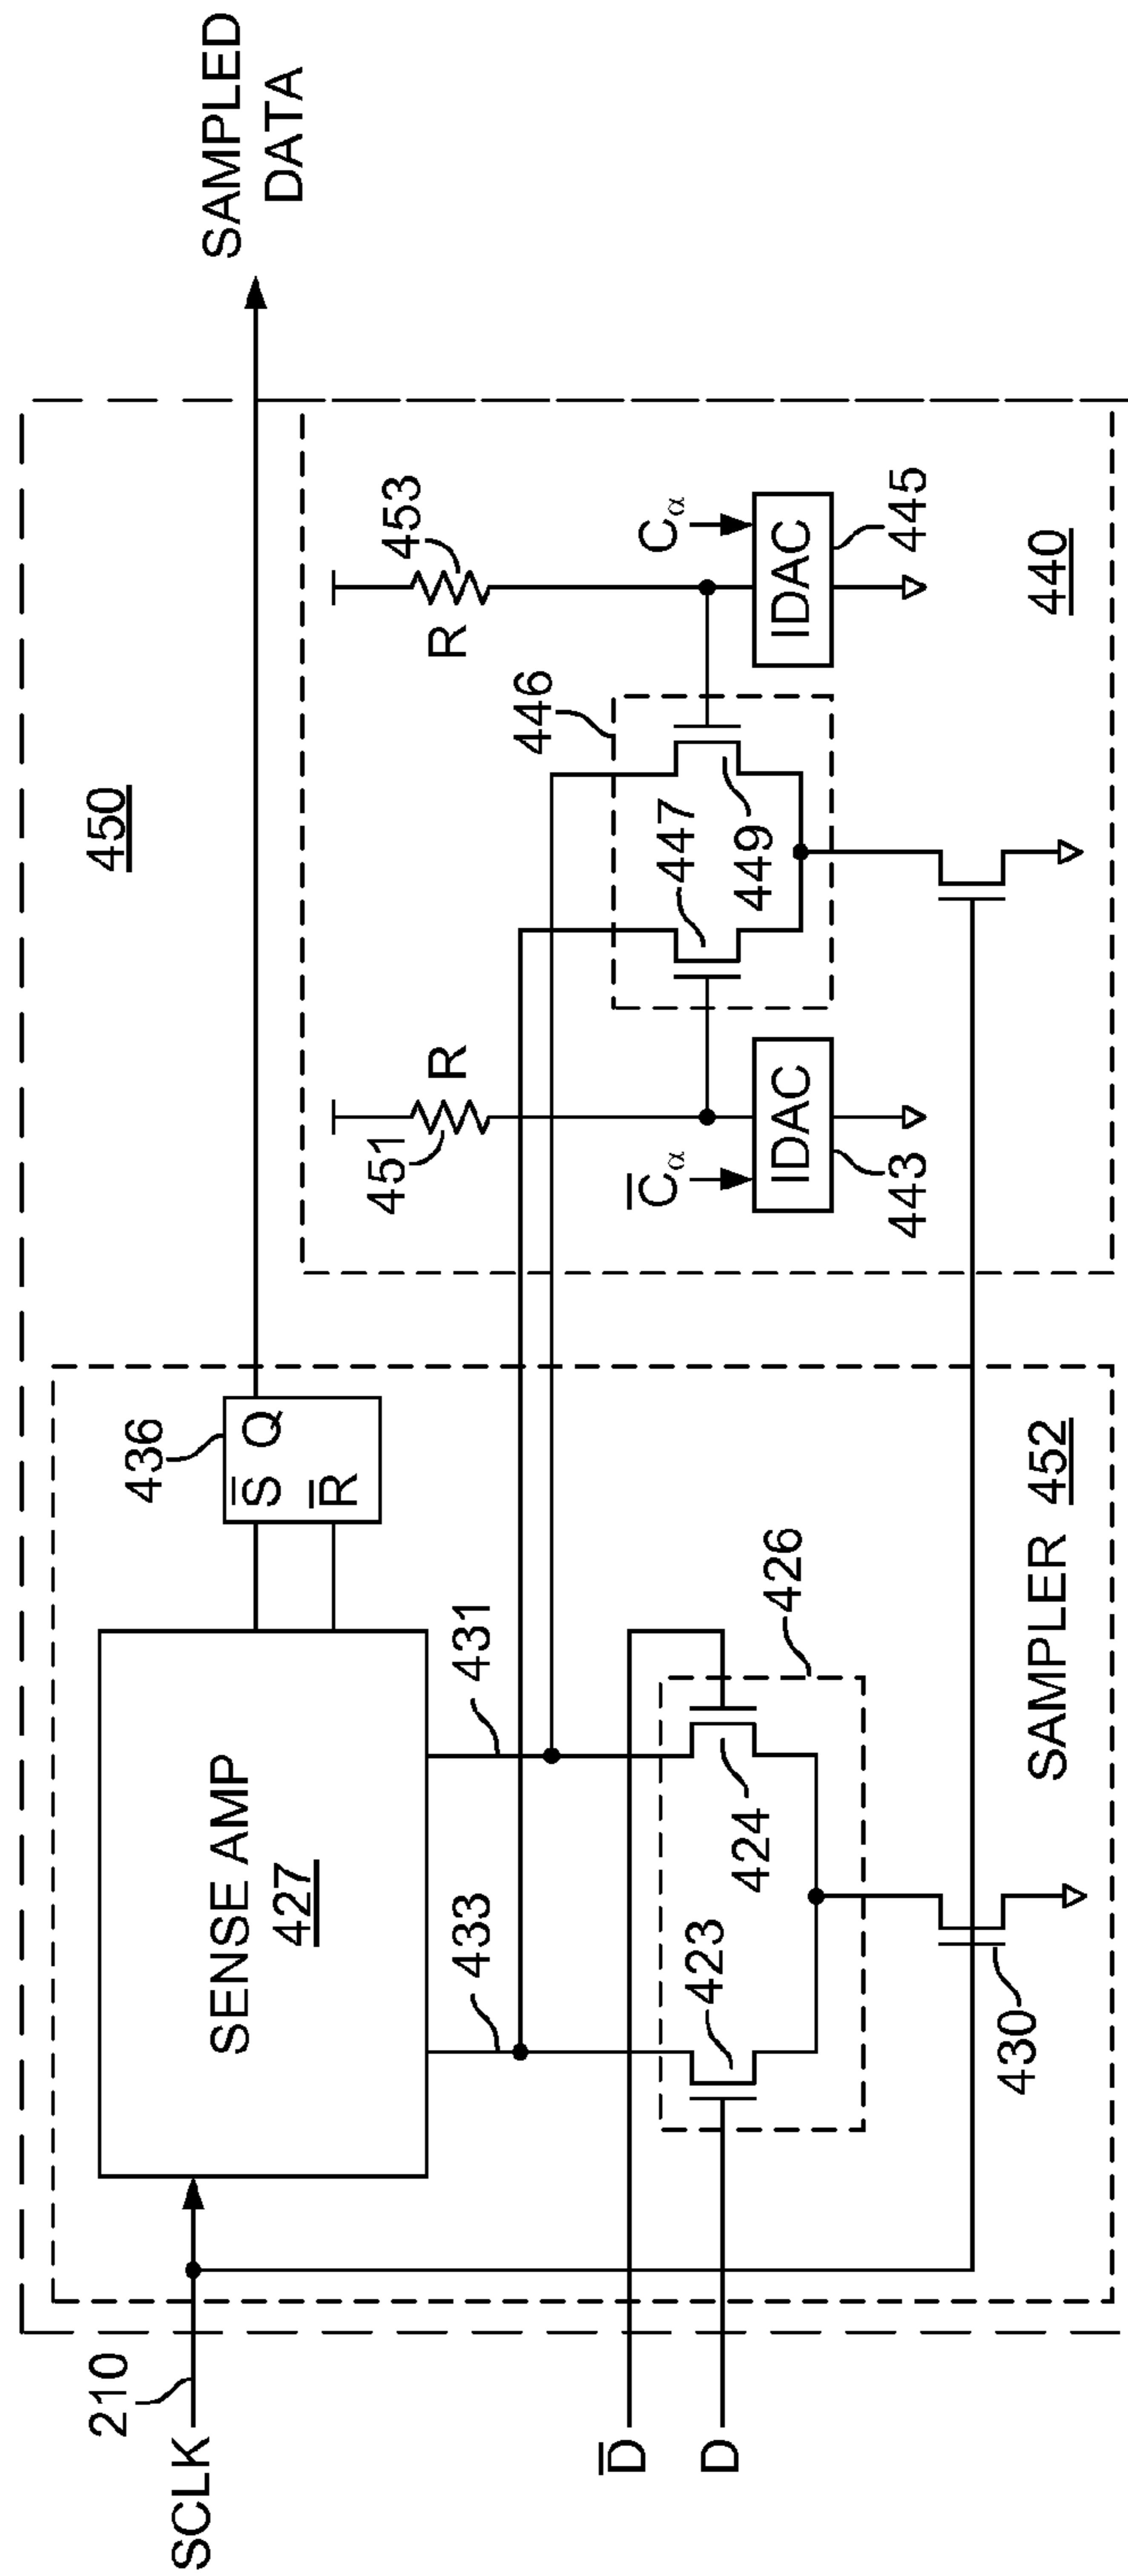 SCLK
210
D̅
D
SENSE AMP
427
433
431
436
S̅ Q
R̅
423
424
426
430
SAMPLER 452
450
SAMPLED
DATA
451
R
R
453
446
447
449
C̅α
IDAC
443
Cα
IDAC
445
440